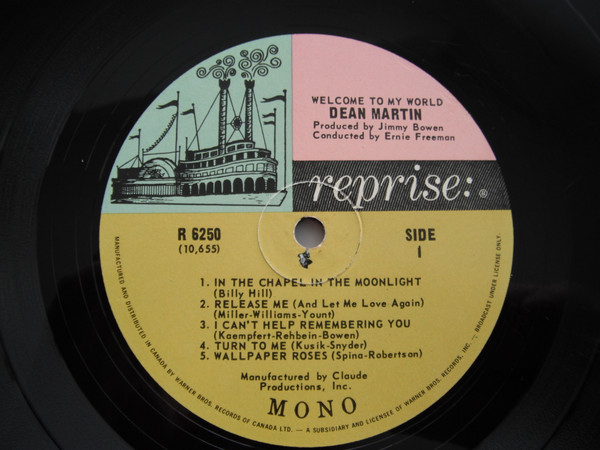 WELCOME TO MY WORLD
DEAN MARTIN
Produced by Jimmy Bowen
Conducted by Ernie Freeman
reprise: ®
R 6250
(10,655)
SIDE
1
1. IN THE CHAPEL IN THE MOONLIGHT
(Billy Hill)
2. RELEASE ME (And Let Me Love Again)
(Miller-Williams-Yount)
3. I CAN'T HELP REMEMBERING YOU
(Kaempfert-Rehbein-Bowen)
4. TURN TO ME (Kusik-Snyder)
5. WALLPAPER ROSES (Spina-Robertson)
Manufactured by Claude
Productions, Inc.
MONO
MANUFACTURED AND DISTRIBUTED IN CANADA BY WARNER BROS. RECORDS OF CANADA LTD. — A SUBSIDIARY AND LICENSEE OF WARNER BROS. RECORDS, INC. — BROADCAST UNDER LICENSE ONLY.